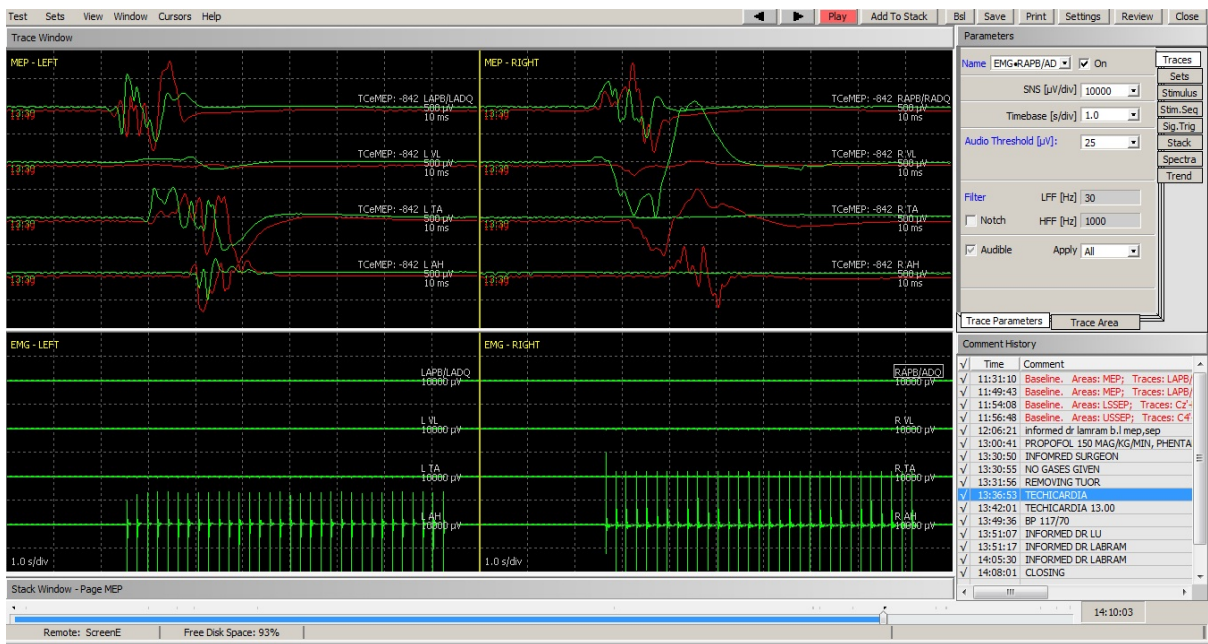 Test Sets View Window Cursors Help
Play Add To Stack Bsl Save Print Settings Review Close
Trace Window
MEP - LEFT
TCeMEP: -842 LAPB/LADQ
500 µV
10 ms
13:39
TCeMEP: -842 L VL
500 µV
10 ms
13:39
TCeMEP: -842 L TA
500 µV
10 ms
13:39
TCeMEP: -842 L AH
500 µV
10 ms
13:39
MEP - RIGHT
TCeMEP: -842 RAPB/RADQ
500 µV
10 ms
13:39
TCeMEP: -842 R VL
500 µV
10 ms
13:39
TCeMEP: -842 R TA
500 µV
10 ms
13:39
TCeMEP: -842 R AH
500 µV
10 ms
13:39
EMG - LEFT
LAPB/LADQ
10000 µV
L VL
10000 µV
L TA
10000 µV
L AH
10000 µV
1.0 s/div
EMG - RIGHT
RAPB/ADQ
10000 µV
R VL
10000 µV
R TA
10000 µV
R AH
10000 µV
1.0 s/div
Parameters
Name EMG•RAPB/AD On
SNS [µV/div] 10000
Timebase [s/div] 1.0
Audio Threshold [µV]: 25
Filter LFF [Hz] 30
Notch HFF [Hz] 1000
Audible Apply All
Traces
Sets
Stimulus
Stim.Seq
Sig.Trig
Stack
Spectra
Trend
Trace Parameters Trace Area
Comment History
√ Time Comment
√ 11:31:10 Baseline. Areas: MEP; Traces: LAPB/
√ 11:49:43 Baseline. Areas: MEP; Traces: LAPB/
√ 11:54:08 Baseline. Areas: LSSEP; Traces: Cz'-
√ 11:56:48 Baseline. Areas: USSEP; Traces: C4'
√ 12:06:21 informed dr lamram b.l mep,sep
√ 13:00:41 PROPOFOL 150 MAG/KG/MIN, PHENTA
√ 13:30:50 INFOMRED SURGEON
√ 13:30:55 NO GASES GIVEN
√ 13:31:56 REMOVING TUOR
√ 13:36:53 TECHICARDIA
√ 13:42:01 TECHICARDIA 13.00
√ 13:49:36 BP 117/70
√ 13:51:07 INFORMED DR LU
√ 13:51:17 INFORMED DR LABRAM
√ 14:05:30 INFORMED DR LABRAM
√ 14:08:01 CLOSING
Stack Window - Page MEP
14:10:03
Remote: ScreenE Free Disk Space: 93%